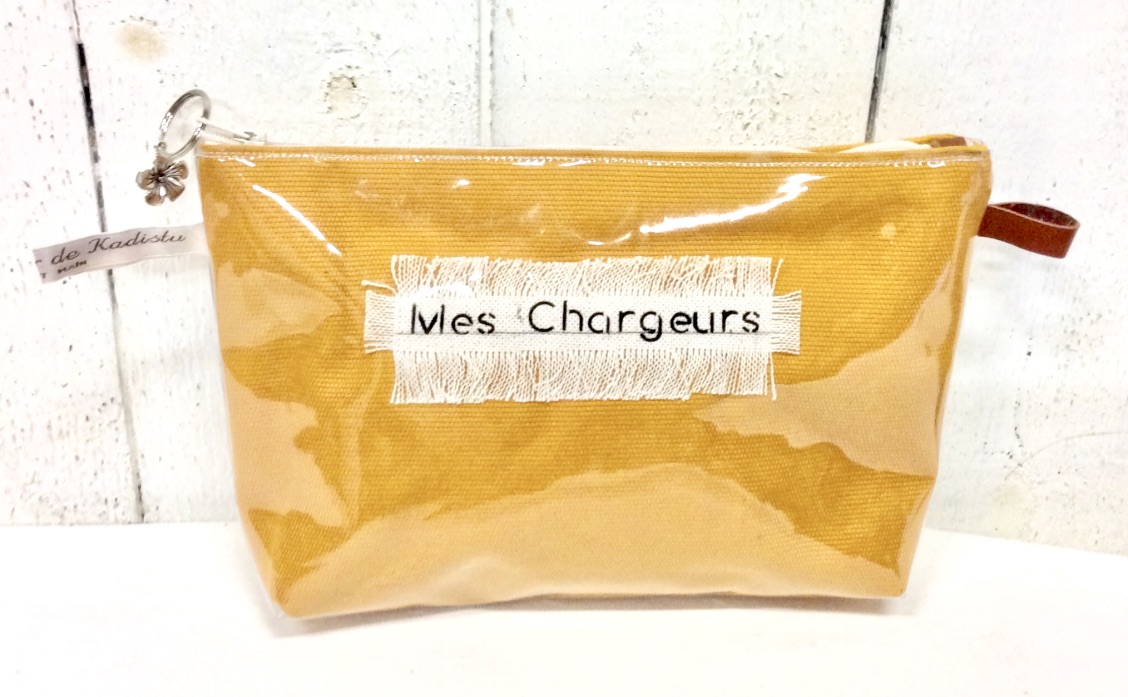 de Kadistu
Mes Chargeurs